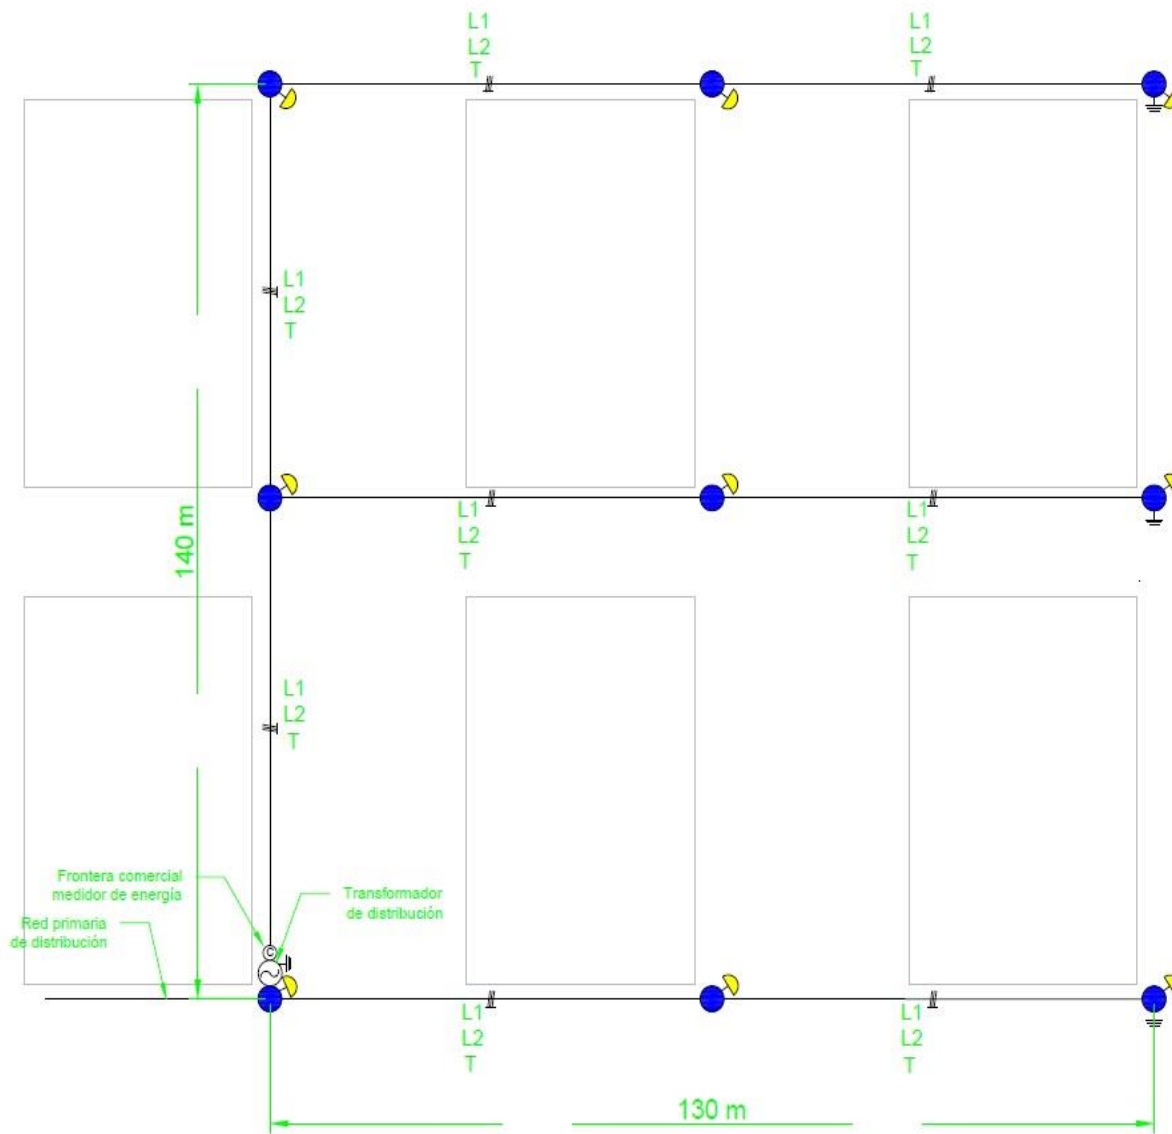 L1
L2
T
L1
L2
T
L1
L2
T
L1
L2
T
L1
L2
T
140 m
L1
L2
T
Frontera comercial
medidor de energía
Transformador
de distribución
Red primaria
de distribución
C
L1
L2
T
L1
L2
T
130 m